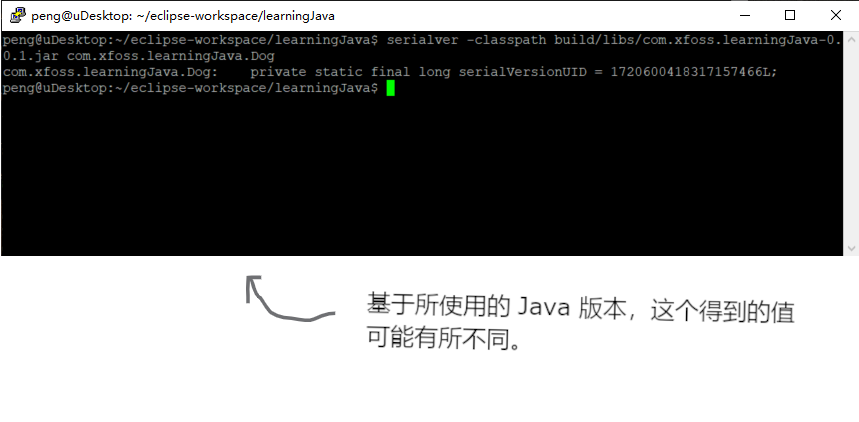 peng@uDesktop: ~/eclipse-workspace/learningJava
peng@uDesktop:~/eclipse-workspace/learningJava$ serialver -classpath build/libs/com.xfoss.learningJava-0.
0.1.jar com.xfoss.learningJava.Dog
com.xfoss.learningJava.Dog:    private static final long serialVersionUID = 1720600418317157466L;
peng@uDesktop:~/eclipse-workspace/learningJava$
基于所使用的 Java 版本，这个得到的值
可能有所不同。